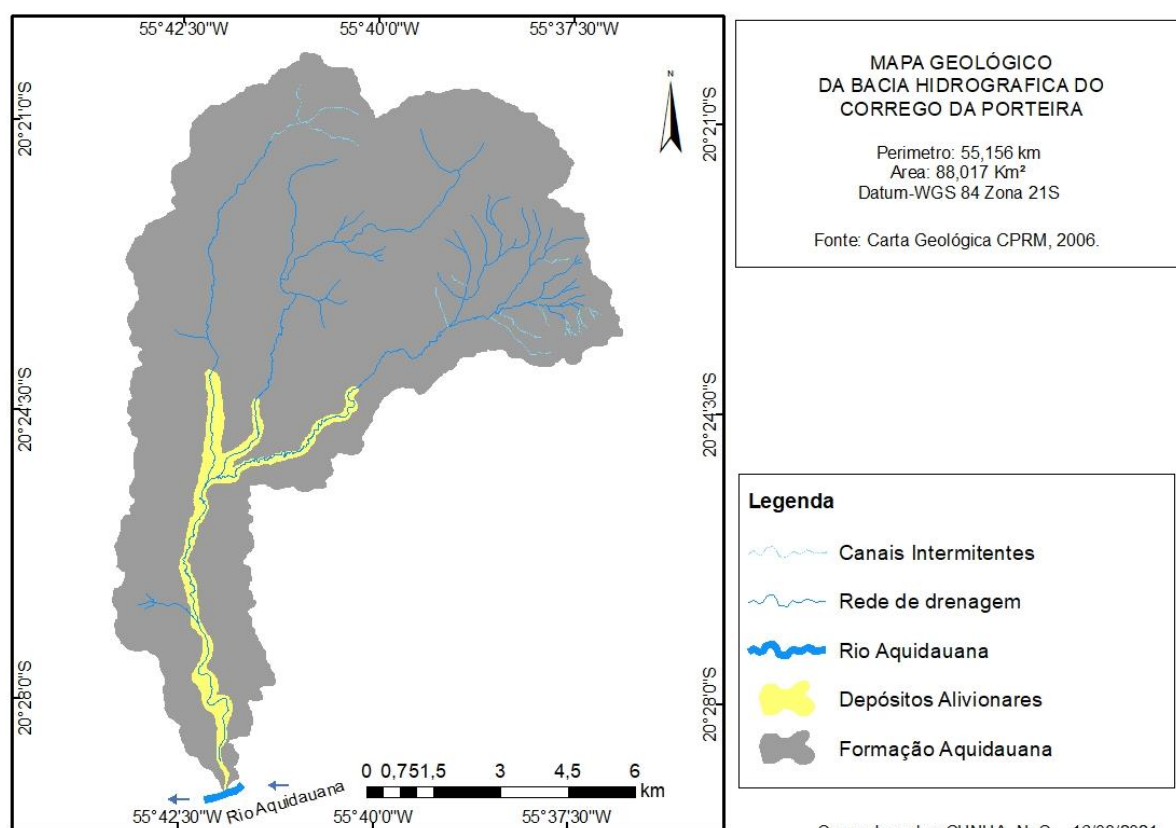 55°42'30"W
55°40'0"W
55°37'30"W
20°21'0"S
20°21'0"S
20°24'30"S
20°24'30"S
20°28'0"S
20°28'0"S
N
MAPA GEOLÓGICO
DA BACIA HIDROGRAFICA DO
CORREGO DA PORTEIRA
Perimetro: 55,156 km
Area: 88,017 Km²
Datum-WGS 84 Zona 21S
Fonte: Carta Geológica CPRM, 2006.
Legenda
Canais Intermitentes
Rede de drenagem
Rio Aquidauana
Depósitos Alivionares
Formação Aquidauana
0 0,75 1,5 3 4,5 6
km
Rio Aquidauana
55°42'30"W
55°40'0"W
55°37'30"W
CUNHA